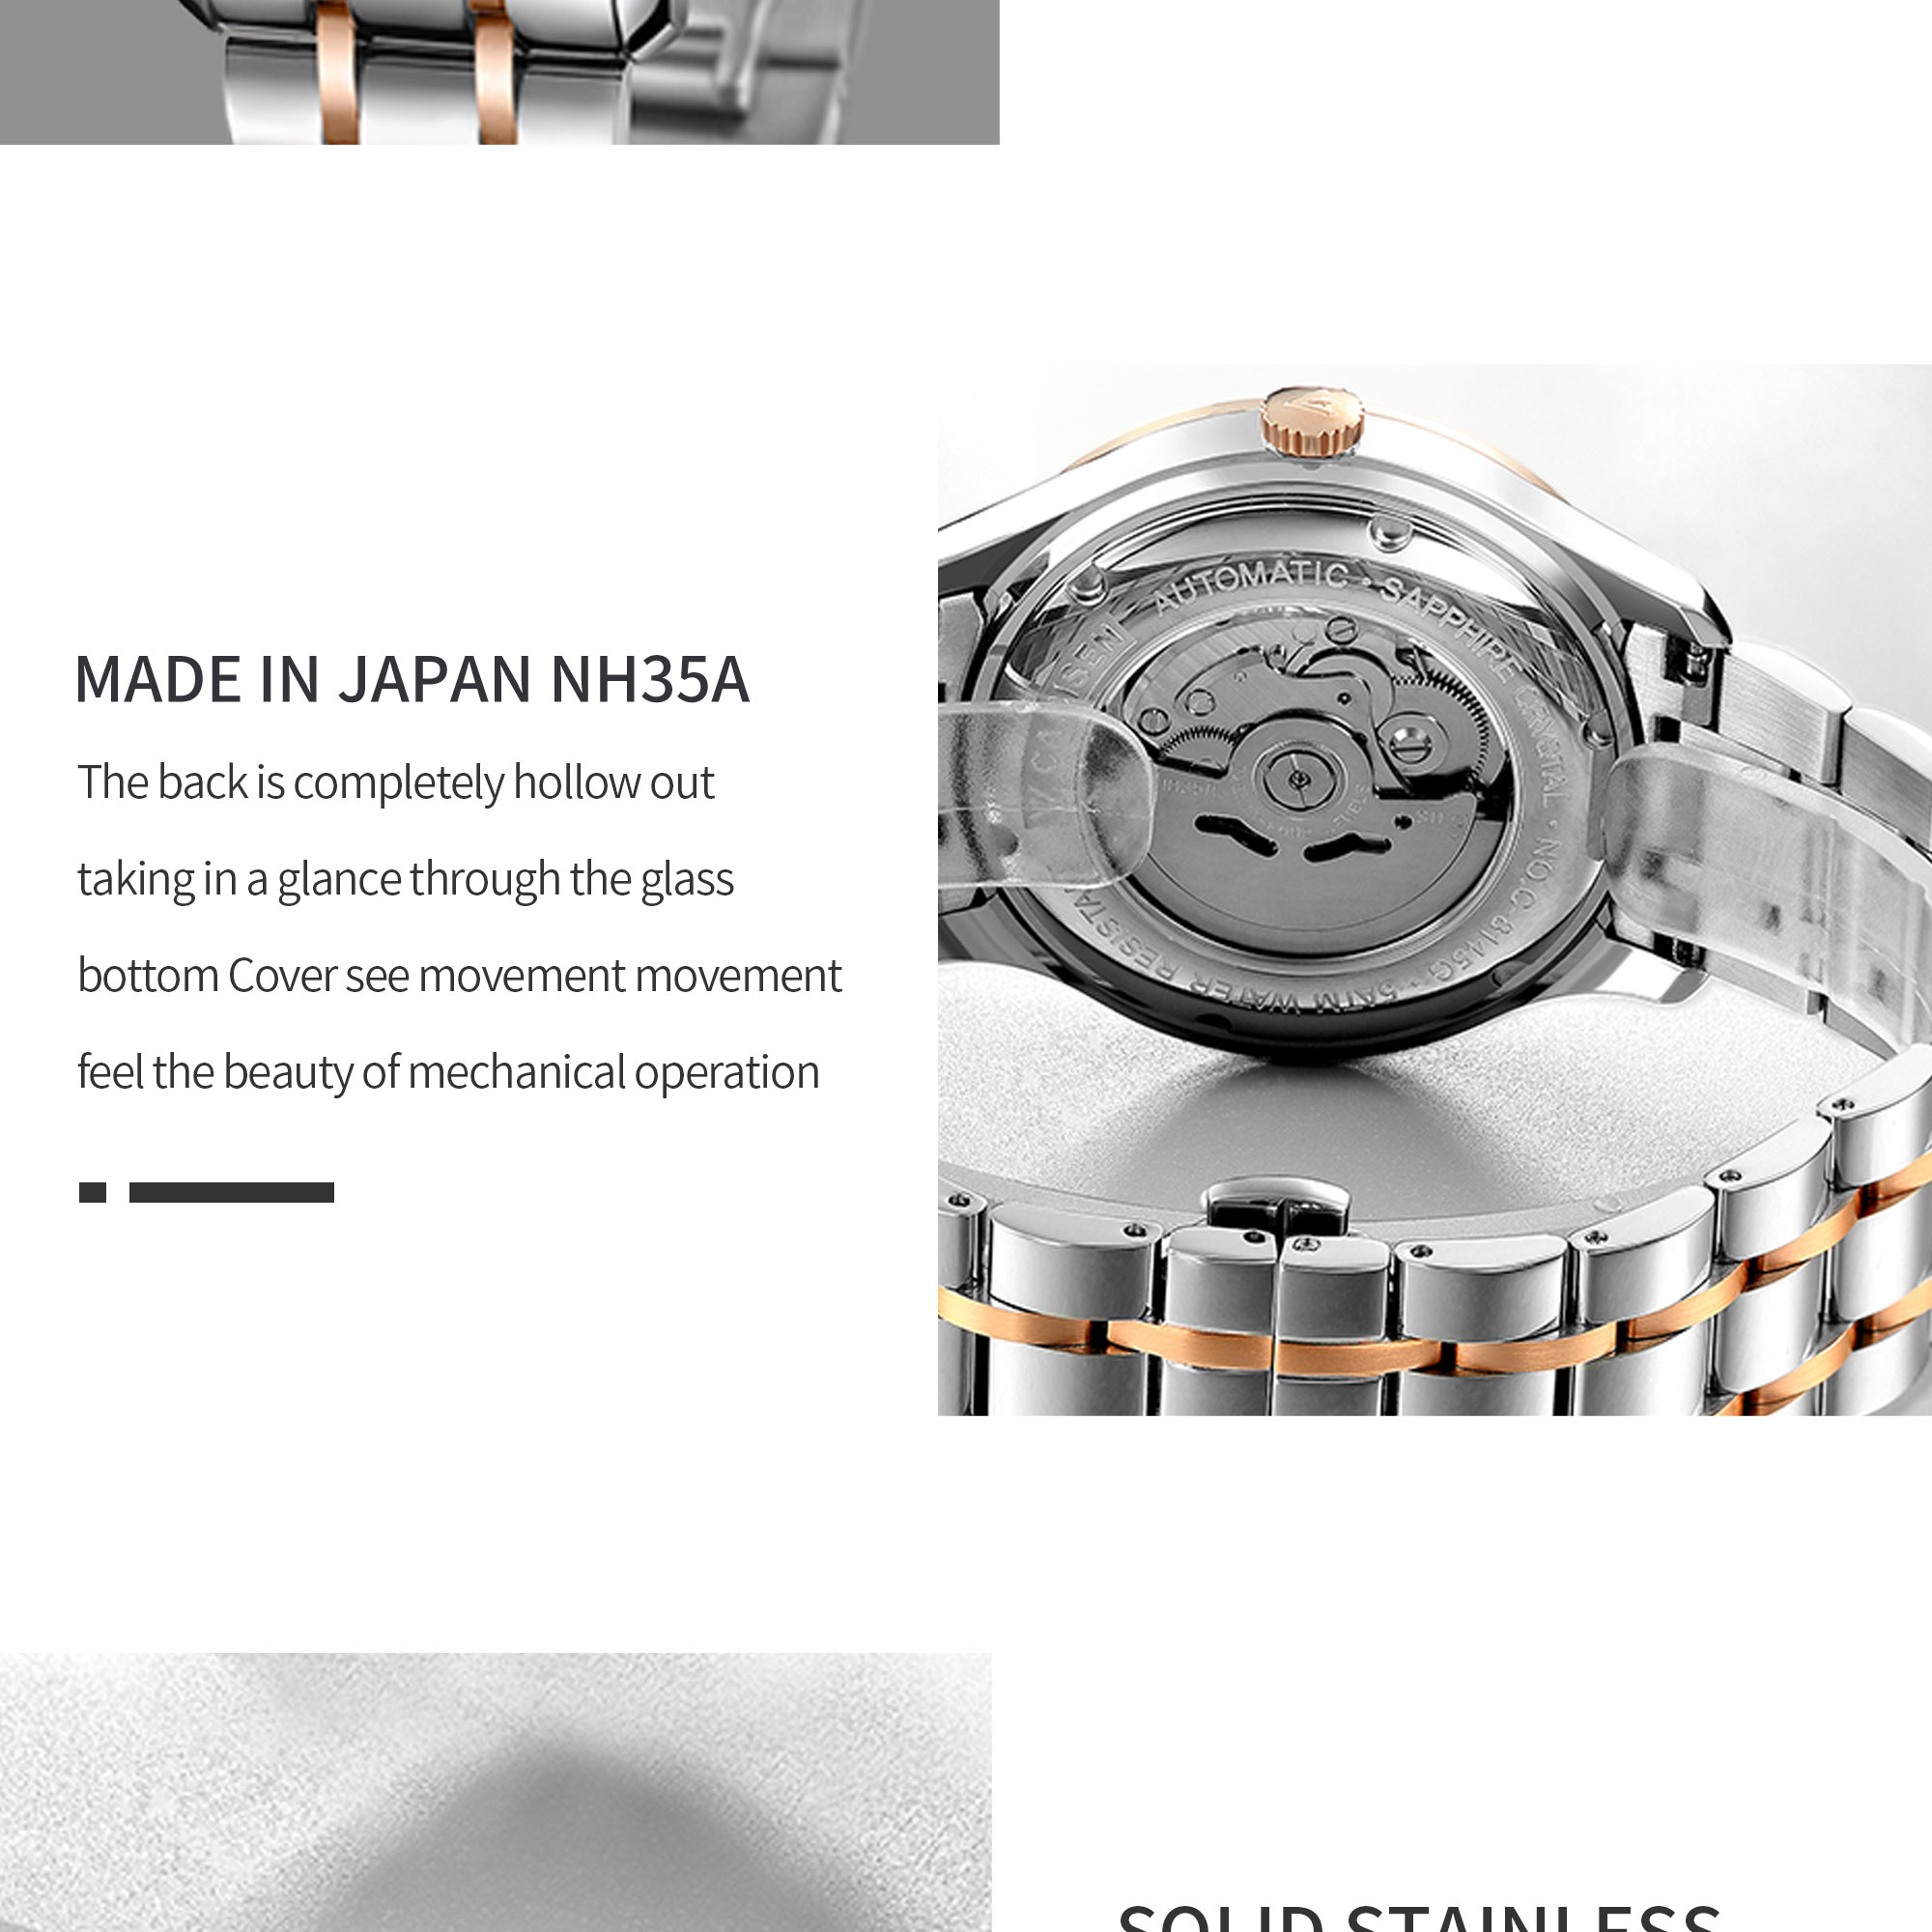 MADE IN JAPAN NH35A
The back is completely hollow out
taking in a glance through the glass
bottom Cover see movement movement
feel the beauty of mechanical operation
AUTOMATIC • SAPPHIRE CRYSTAL • NO.C-8145G • 5ATM WATER RESISTA
SOLID STAINLESS